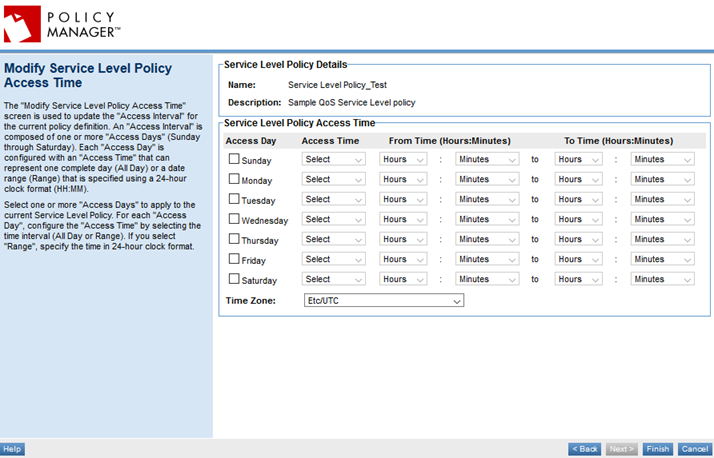 POLICY
MANAGER™
Modify Service Level Policy
Access Time
The "Modify Service Level Policy Access Time"
screen is used to update the "Access Interval" for
the current policy definition. An "Access Interval" is
composed of one or more "Access Days" (Sunday
through Saturday). Each "Access Day" is
configured with an "Access Time" that can
represent one complete day (All Day) or a date
range (Range) that is specified using a 24-hour
clock format (HH:MM).
Select one or more "Access Days" to apply to the
current Service Level Policy. For each "Access
Day", configure the "Access Time" by selecting the
time interval (All Day or Range). If you select
"Range", specify the time in 24-hour clock format.
Service Level Policy Details
Name: Service Level Policy_Test
Description: Sample QoS Service Level policy
Service Level Policy Access Time
Access Day Access Time From Time (Hours:Minutes) To Time (Hours:Minutes)
Sunday Select Hours : Minutes to Hours : Minutes
Monday Select Hours : Minutes to Hours : Minutes
Tuesday Select Hours : Minutes to Hours : Minutes
Wednesday Select Hours : Minutes to Hours : Minutes
Thursday Select Hours : Minutes to Hours : Minutes
Friday Select Hours : Minutes to Hours : Minutes
Saturday Select Hours : Minutes to Hours : Minutes
Time Zone: Etc/UTC
Help < Back Next > Finish Cancel